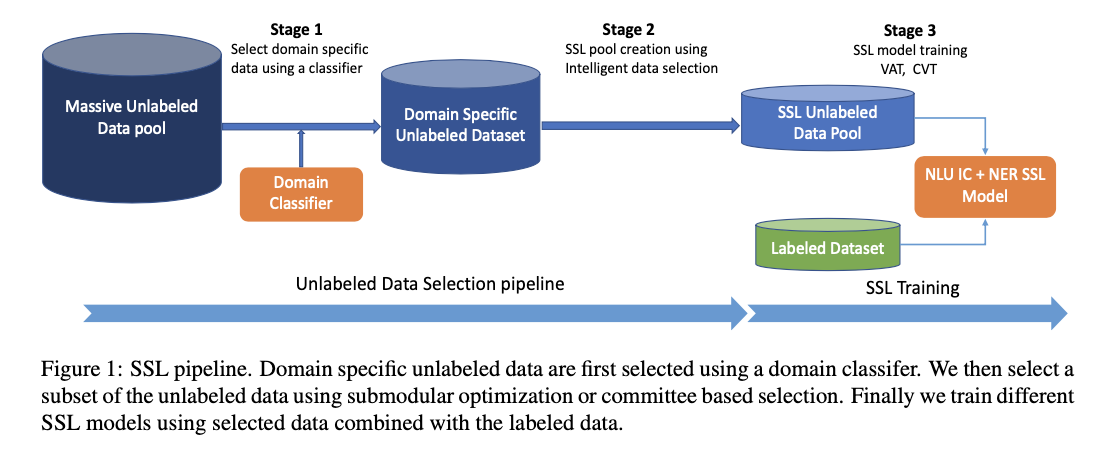 Stage 1
Select domain specific
data using a classifier
Stage 2
SSL pool creation using
Intelligent data selection
Stage 3
SSL model training
VAT, CVT
Massive Unlabeled
Data pool
Domain Specific
Unlabeled Dataset
SSL Unlabeled
Data Pool
Domain
Classifier
NLU IC + NER SSL
Model
Labeled Dataset
Unlabeled Data Selection pipeline
SSL Training
Figure 1: SSL pipeline. Domain specific unlabeled data are first selected using a domain classifer. We then select a
subset of the unlabeled data using submodular optimization or committee based selection. Finally we train different
SSL models using selected data combined with the labeled data.